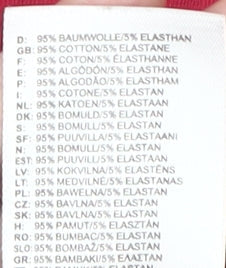 D: 95% BAUMWOLLE/5% ELASTHAN
GB: 95% COTTON/5% ELASTANE
F: 95% COTON/5% ÉLASTHANNE
E: 95% ALGODÓN/5% ELASTHAN
P: 95% ALGODÃO/5% ELASTHAM
I: 95% COTONE/5% ELASTAN
NL: 95% KATOEN/5% ELASTAAN
DK: 95% BOMULD/5% ELASTAN
S: 95% BOMULL/5% ELASTAN
SF: 95% PUUVILLA/5% ELASTAANI
N: 95% BOMULL/5% ELASTAN
EST: 95% PUUVILL/5% ELASTAAN
LV: 95% KOKVILNA/5% ELASTĒNS
LT: 95% MEDVILNĖ/5% ELASTANAS
PL: 95% BAWEŁNA/5% ELASTAN
CZ: 95% BAVLNA/5% ELASTAN
SK: 95% BAVLNA/5% ELASTAN
H: 95% PAMUT/5% ELASZTÁN
RO: 95% BUMBAC/5% ELASTAN
SLO: 95% BOMBAŽ/5% ELASTAN
GR: 95% ΒΑΜΒΑΚΙ/5% ΕΛΑΣΤΑΝ